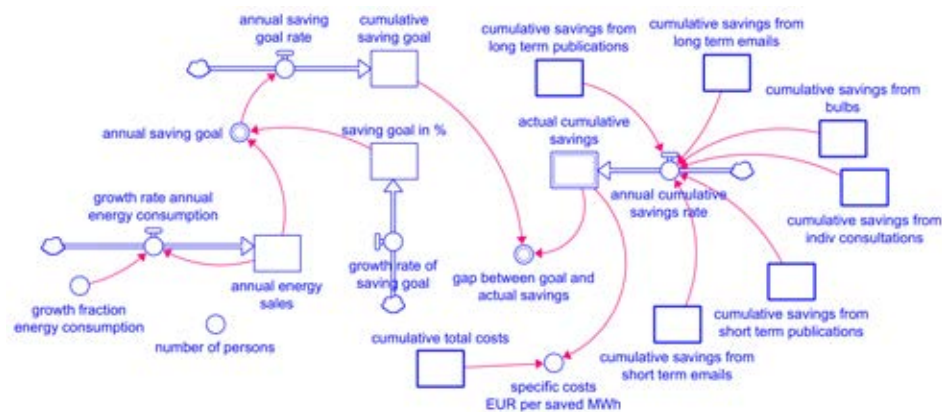 annual saving
goal rate
cumulative
saving goal
cumulative savings from
long term publications
cumulative savings from
long term emails
cumulative savings from
bulbs
annual saving goal
saving goal in %
actual cumulative
savings
growth rate annual
energy consumption
annual cumulative
savings rate
cumulative savings from
indiv consultations
growth rate of
saving goal
gap between goal and
actual savings
annual energy
sales
growth fraction
energy consumption
number of persons
cumulative total costs
cumulative savings from
short term publications
cumulative savings from
short term emails
specific costs
EUR per saved MWh